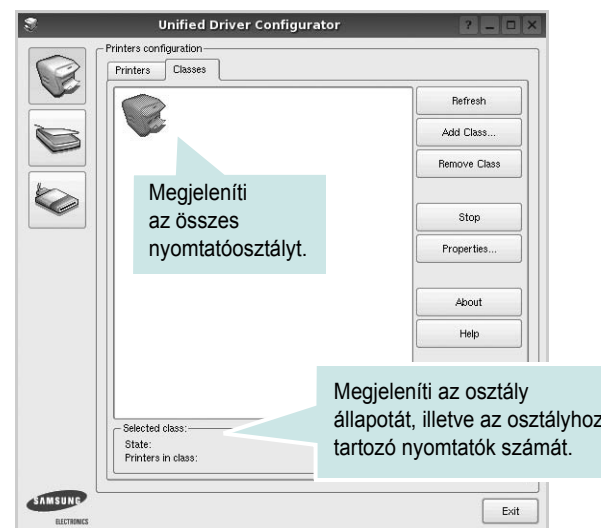 Unified Driver Configurator
Printers configuration
Printers
Classes
Refresh
Add Class...
Remove Class
Stop
Properties...
About
Help
Megjeleníti
az összes
nyomtatóosztályt.
Megjeleníti az osztály
állapotát, illetve az osztályhoz
tartozó nyomtatók számát.
Selected class:
State:
Printers in class:
SAMSUNG
ELECTRONICS
Exit